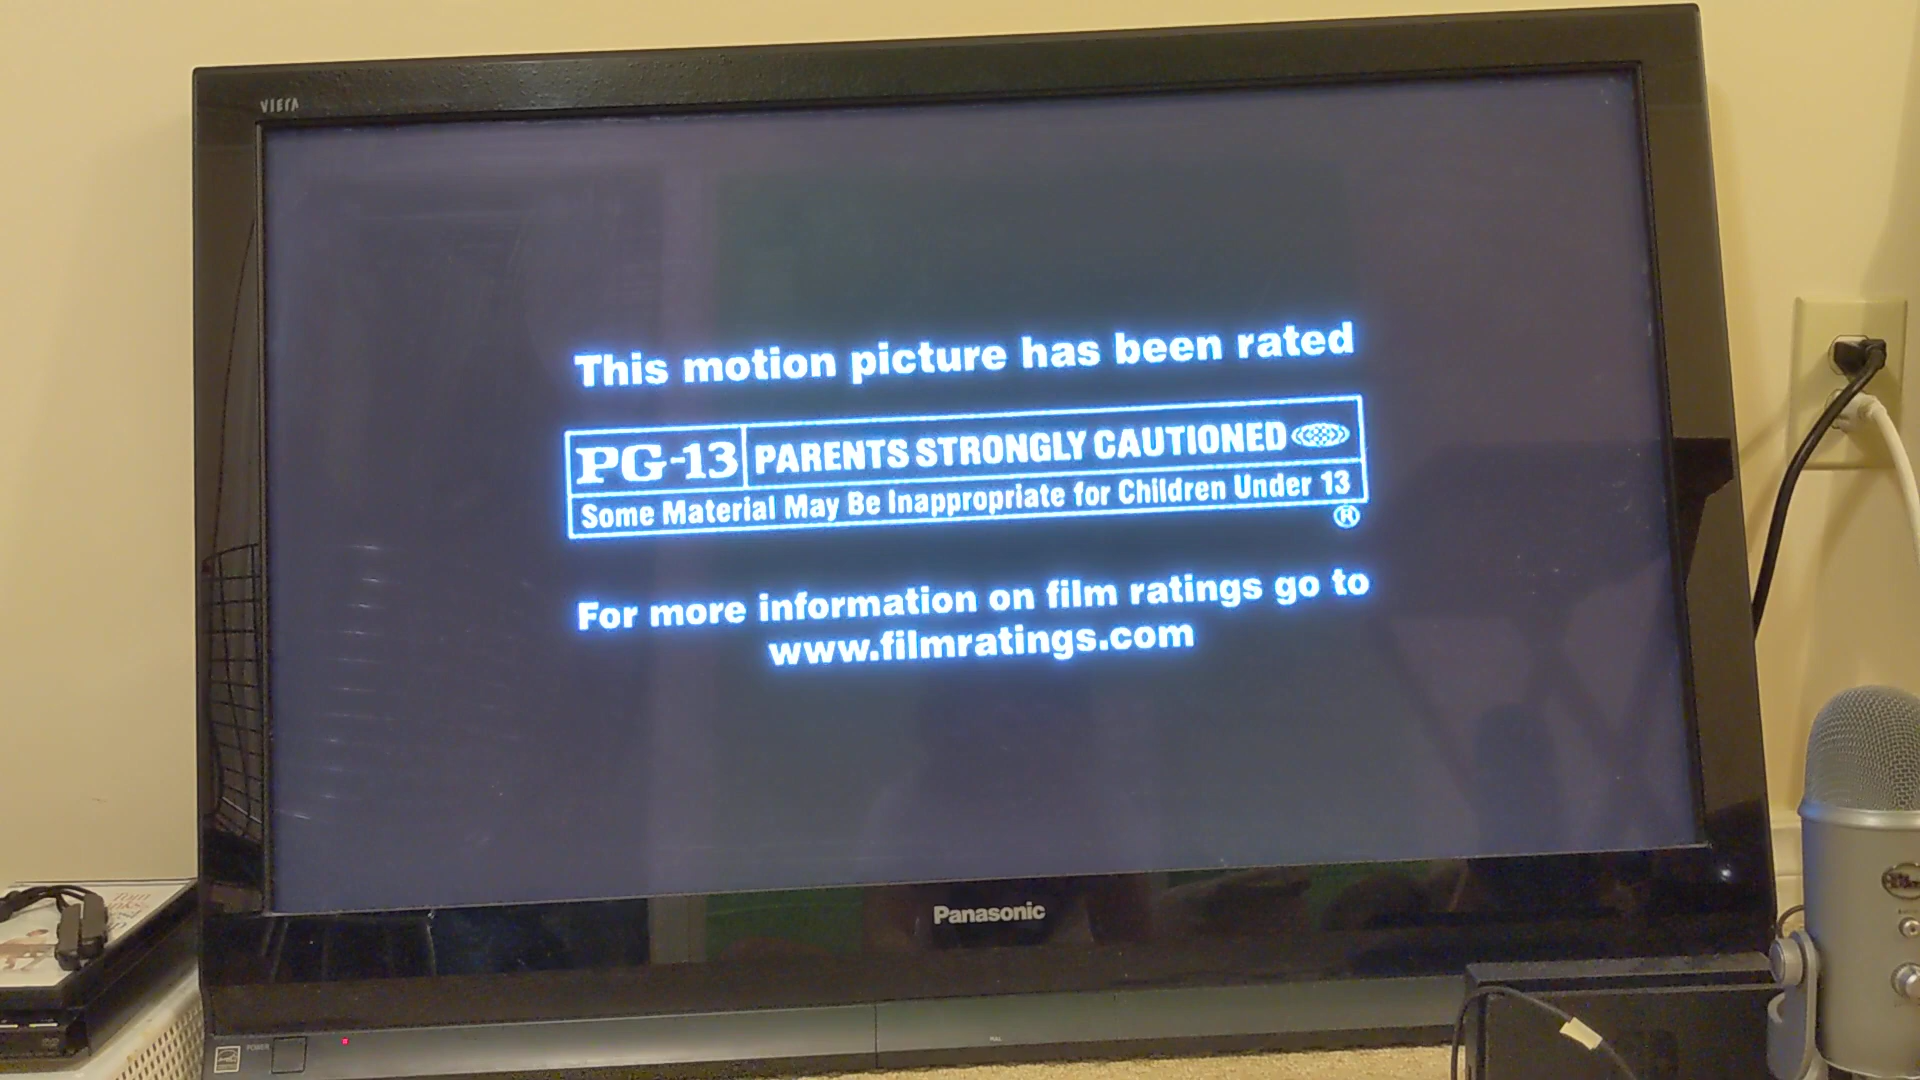 VIERA
This motion picture has been rated
PG-13 PARENTS STRONGLY CAUTIONED
Some Material May Be Inappropriate for Children Under 13
®
For more information on film ratings go to
www.filmratings.com
Panasonic
POWER